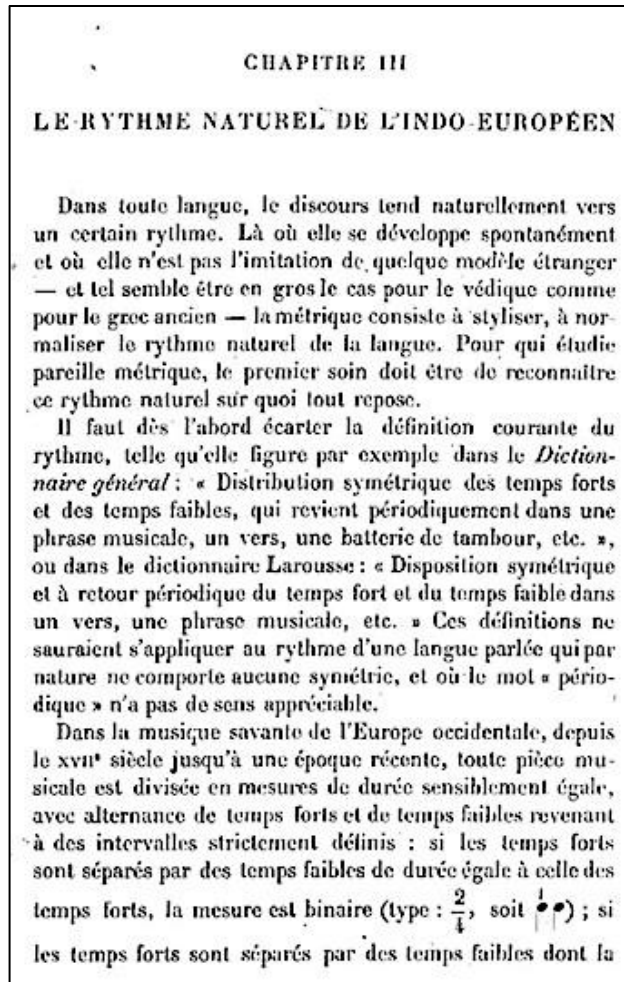 CHAPITRE III
LE RYTHME NATUREL DE L'INDO-EUROPÉEN
Dans toute langue, le discours tend naturellement vers
un certain rythme. Là où elle se développe spontanément
et où elle n'est pas l'imitation de quelque modèle étranger
— et tel semble être en gros le cas pour le védique comme
pour le grec ancien — la métrique consiste à styliser, à nor-
maliser le rythme naturel de la langue. Pour qui étudie
pareille métrique, le premier soin doit être de reconnaître
ce rythme naturel sur quoi tout repose.
Il faut dès l'abord écarter la définition courante du
rythme, telle qu'elle figure par exemple dans le Diction-
naire général : « Distribution symétrique des temps forts
et des temps faibles, qui revient périodiquement dans une
phrase musicale, un vers, une batterie de tambour, etc. »,
ou dans le dictionnaire Larousse : « Disposition symétrique
et à retour périodique du temps fort et du temps faible dans
un vers, une phrase musicale, etc. » Ces définitions ne
sauraient s'appliquer au rythme d'une langue parlée qui par
nature ne comporte aucune symétrie, et où le mot « pério-
dique » n'a pas de sens appréciable.
Dans la musique savante de l'Europe occidentale, depuis
le XVIIe siècle jusqu'à une époque récente, toute pièce mu-
sicale est divisée en mesures de durée sensiblement égale,
avec alternance de temps forts et de temps faibles revenant
à des intervalles strictement définis : si les temps forts
sont séparés par des temps faibles de durée égale à celle des
temps forts, la mesure est binaire (type : 2/4, soit ) ; si
les temps forts sont séparés par des temps faibles dont la